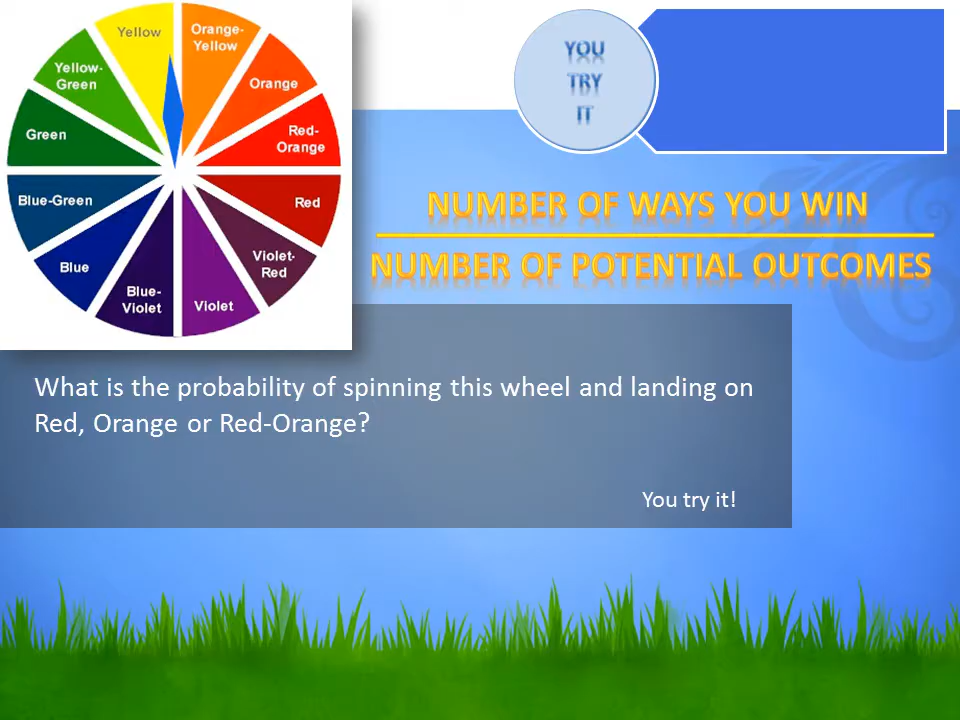 Yellow
Orange-
Yellow
Yellow-
Green
Orange
Green
Red-
Orange
Blue-Green
Red
Blue
Violet-
Red
Blue-
Violet
Violet
YOU
TRY
IT
NUMBER OF WAYS YOU WIN
NUMBER OF POTENTIAL OUTCOMES
What is the probability of spinning this wheel and landing on
Red, Orange or Red-Orange?
You try it!